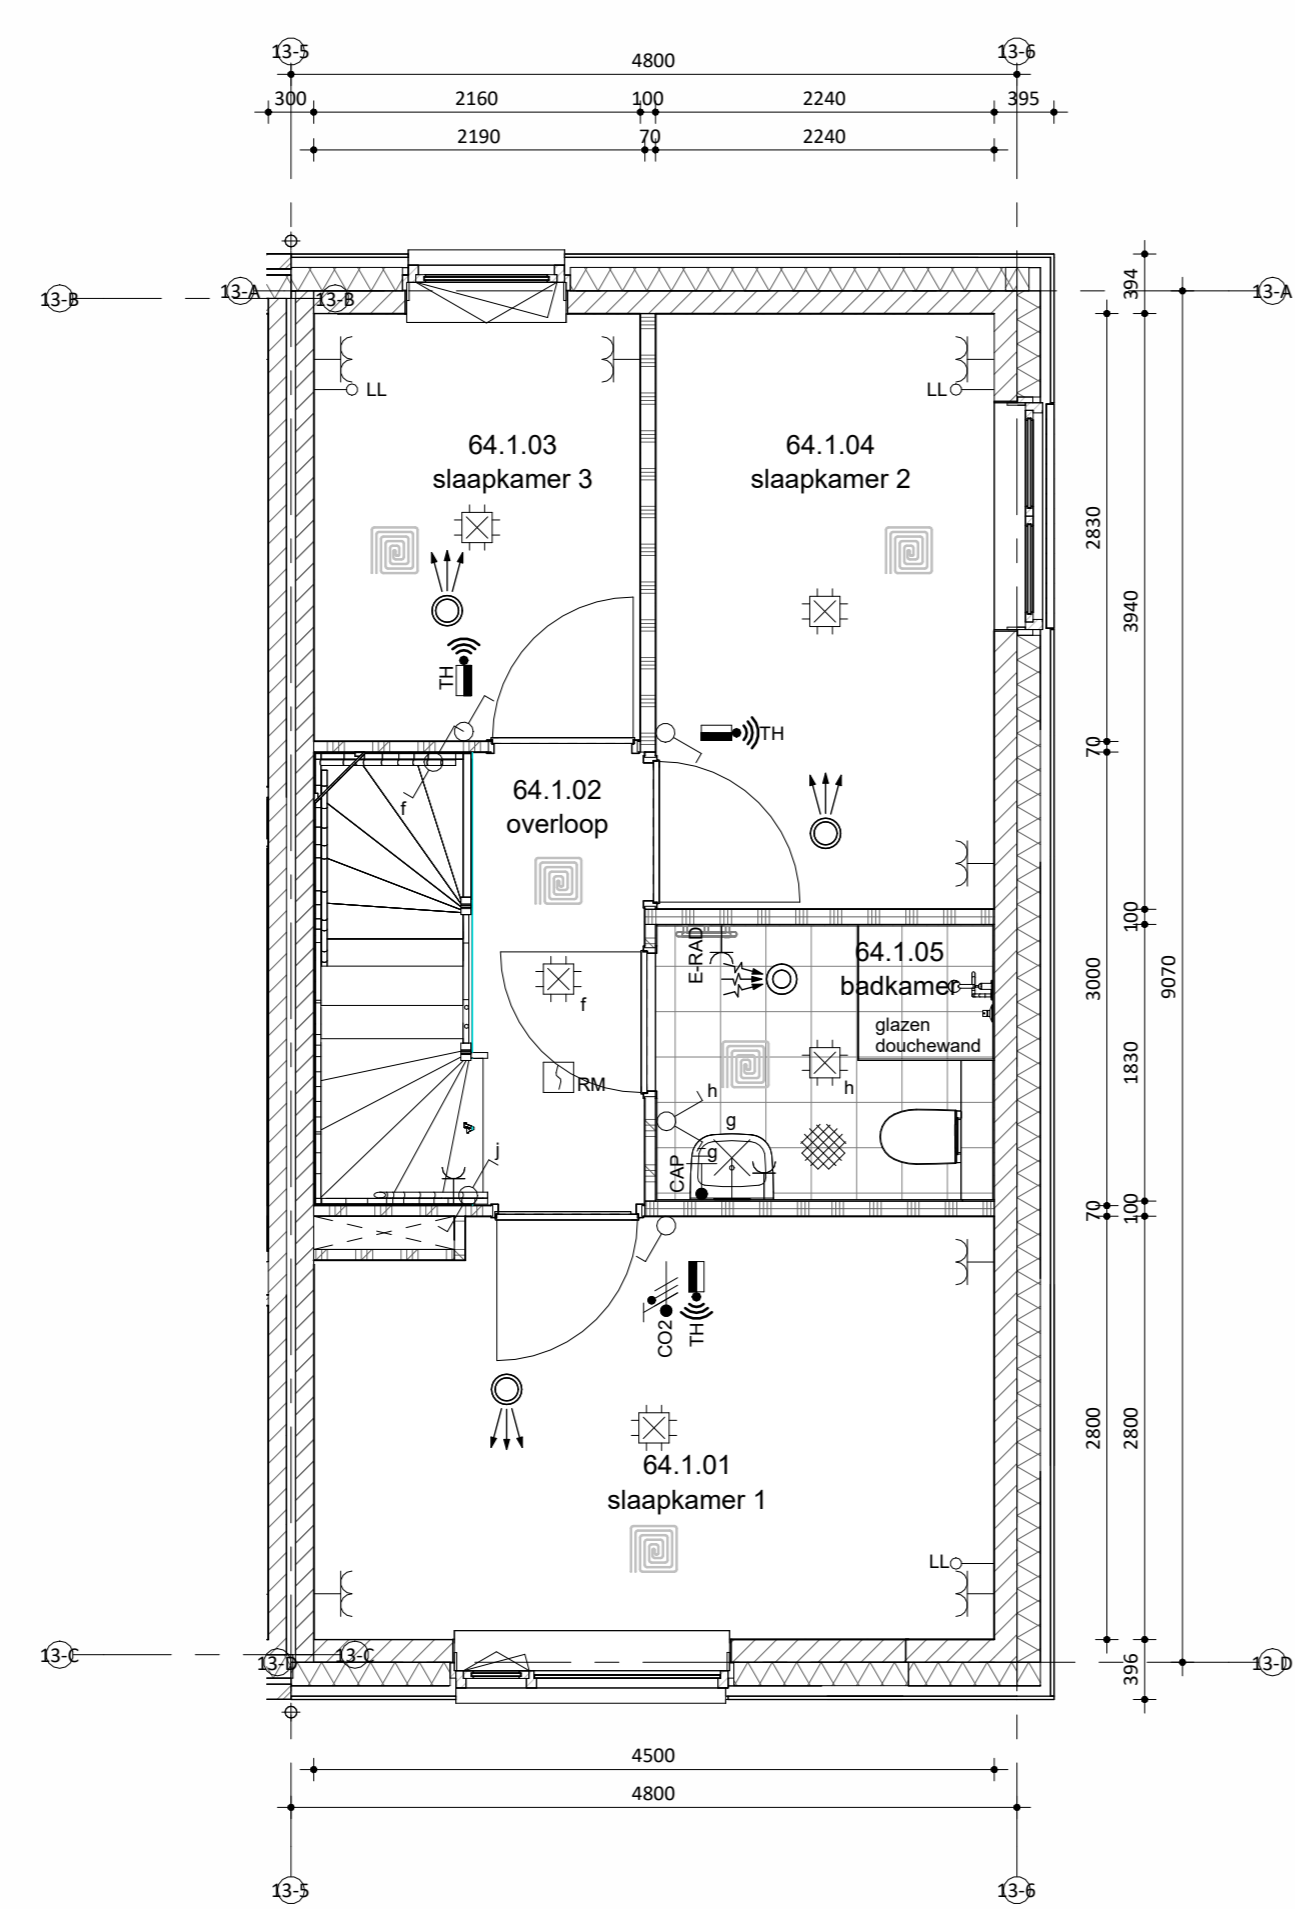 13-5
13-6
4800
300
2160
100
2240
395
2190
70
2240
13-B
13-A
13-B
13-A
394
LL
LL
64.1.03
slaapkamer 3
64.1.04
slaapkamer 2
2830
3940
TH
TH
70
f
64.1.02
overloop
100
E-RAD
64.1.05
badkamer
glazen
douchewand
3000
9070
f
RM
h
h
1830
g
g
CAP
j
70
100
CO2
TH
2800
2800
64.1.01
slaapkamer 1
LL
13-C
13-D
13-C
13-D
396
4500
4800
13-5
13-6